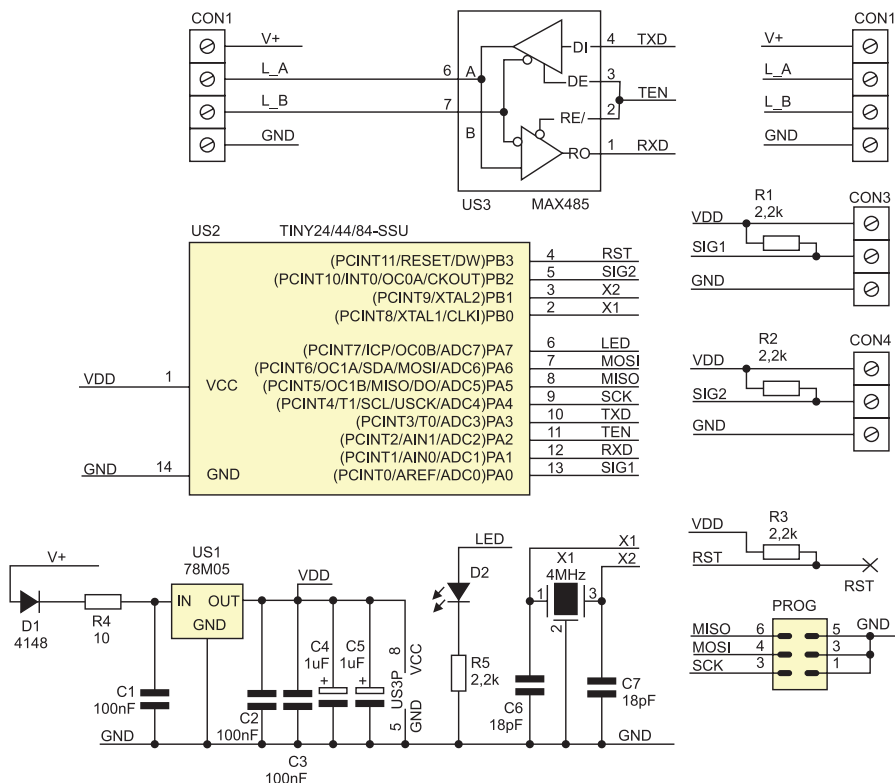 CON1
V+
L_A
L_B
GND
6
7
A
B
DI
DE
RE/
RO
4
3
2
1
TXD
TEN
RXD
US3
MAX485
CON1
V+
L_A
L_B
GND
US2
TINY24/44/84-SSU
VDD
1
VCC
GND
14
GND
(PCINT11/RESET/DW)PB3
4
RST
(PCINT10/INT0/OC0A/CKOUT)PB2
5
SIG2
(PCINT9/XTAL2)PB1
3
X2
(PCINT8/XTAL1/CLKI)PB0
2
X1
(PCINT7/ICP/OC0B/ADC7)PA7
6
LED
(PCINT6/OC1A/SDA/MOSI/ADC6)PA6
7
MOSI
(PCINT5/OC1B/MISO/DO/ADC5)PA5
8
MISO
(PCINT4/T1/SCL/USCK/ADC4)PA4
9
SCK
(PCINT3/T0/ADC3)PA3
10
TXD
(PCINT2/AIN1/ADC2)PA2
11
TEN
(PCINT1/AIN0/ADC1)PA1
12
RXD
(PCINT0/AREF/ADC0)PA0
13
SIG1
CON3
VDD
R1
2,2k
SIG1
GND
CON4
VDD
R2
2,2k
SIG2
GND
VDD
R3
2,2k
RST
RST
V+
D1
4148
R4
10
US1
78M05
IN
OUT
GND
VDD
C1
100nF
C2
100nF
C3
100nF
C4
1uF
+
C5
1uF
+
8
VCC
US3P
5
GND
GND
LED
D2
R5
2,2k
X1
X2
X1
4MHz
1
3
2
C6
18pF
C7
18pF
GND
PROG
MISO
6
5
GND
MOSI
4
3
SCK
3
1